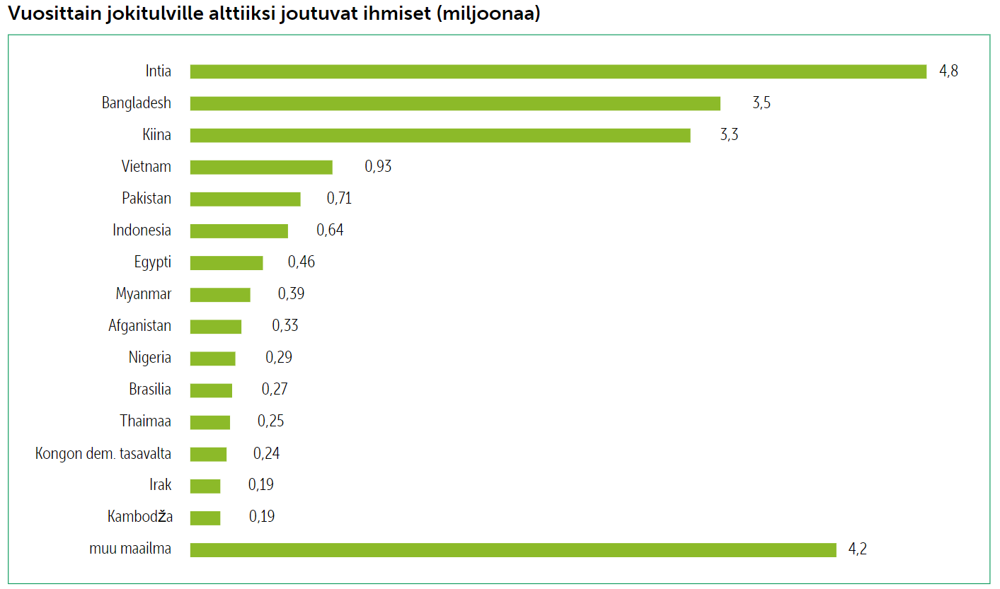 Vuosittain jokitulville alttiiksi joutuvat ihmiset (miljoonaa)
Intia 4,8
Bangladesh 3,5
Kiina 3,3
Vietnam 0,93
Pakistan 0,71
Indonesia 0,64
Egypti 0,46
Myanmar 0,39
Afganistan 0,33
Nigeria 0,29
Brasilia 0,27
Thaimaa 0,25
Kongon dem. tasavalta 0,24
Irak 0,19
Kambodža 0,19
muu maailma 4,2